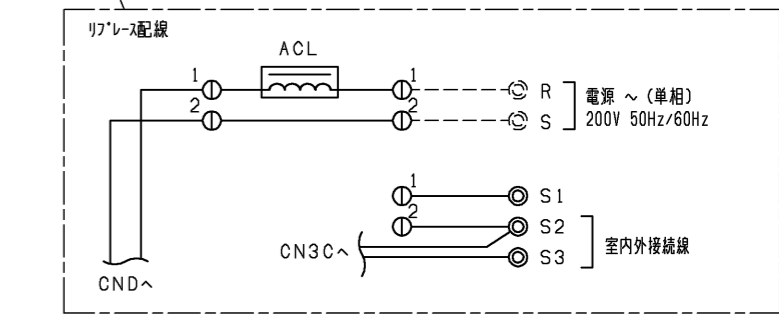 ﾘﾌﾟﾚｰｽ配線
ACL
1 1
R
2 2
S
電源 ～ (単相)
200V 50Hz/60Hz
1
S1
2
S2
CN3Cへ
S3
室内外接続線
CNDへ